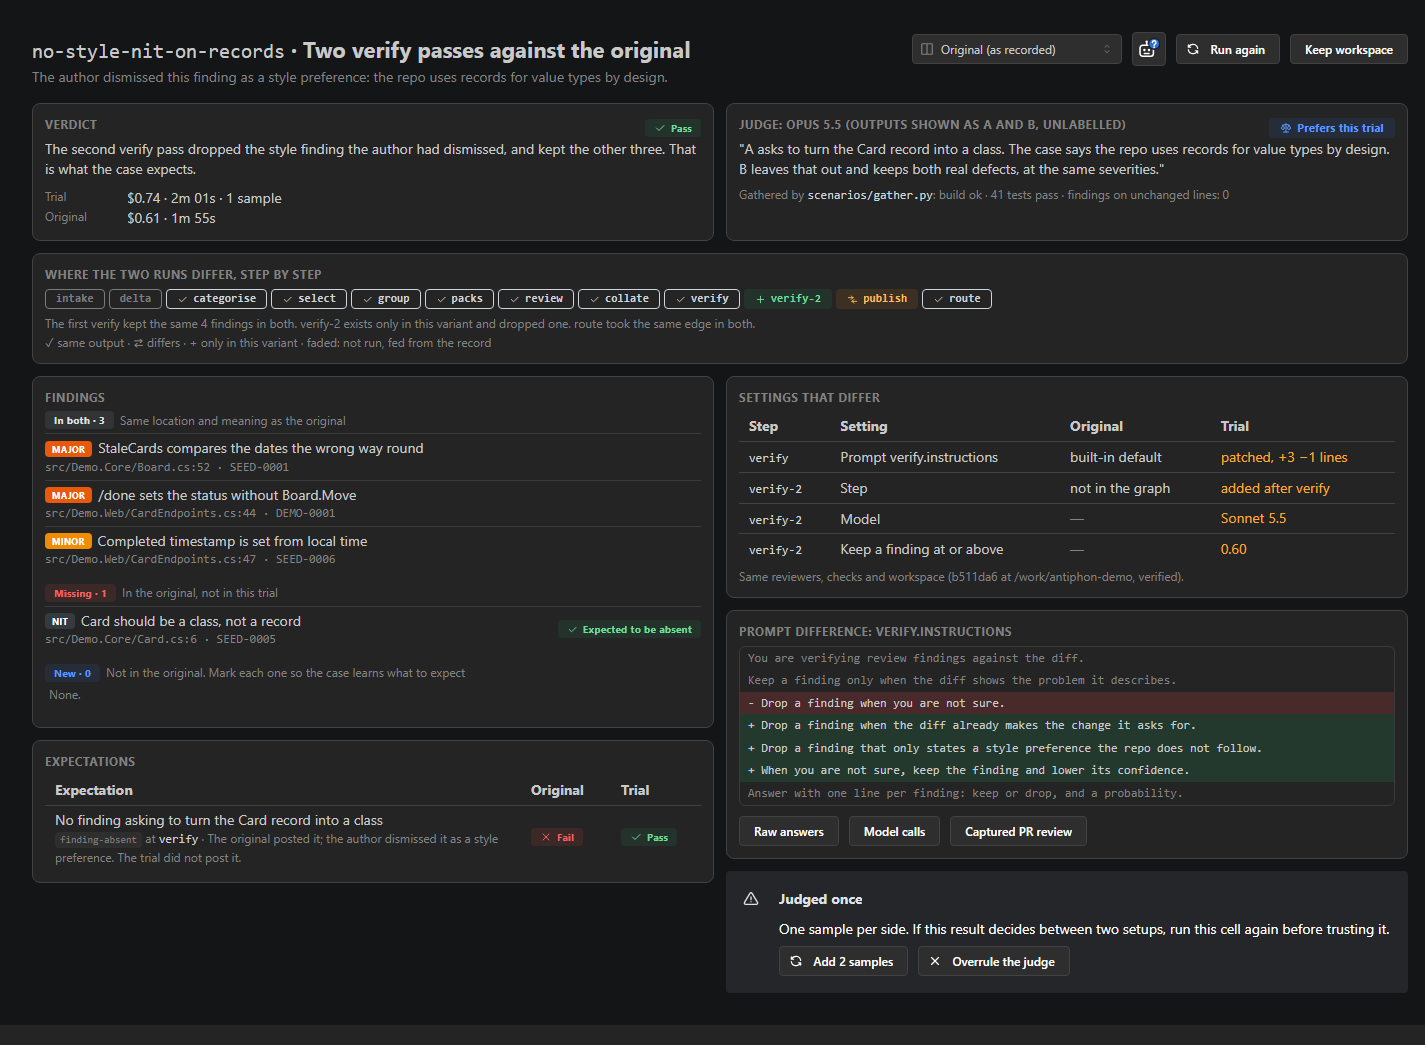 no-style-nit-on-records · Two verify passes against the original
Original (as recorded)
Run again
Keep workspace
The author dismissed this finding as a style preference: the repo uses records for value types by design.
VERDICT
Pass
The second verify pass dropped the style finding the author had dismissed, and kept the other three. That
is what the case expects.
Trial $0.74 · 2m 01s · 1 sample
Original $0.61 · 1m 55s
JUDGE: OPUS 5.5 (OUTPUTS SHOWN AS A AND B, UNLABELLED)
Prefers this trial
"A asks to turn the Card record into a class. The case says the repo uses records for value types by design.
B leaves that out and keeps both real defects, at the same severities."
Gathered by scenarios/gather.py: build ok · 41 tests pass · findings on unchanged lines: 0
WHERE THE TWO RUNS DIFFER, STEP BY STEP
intake delta ✓ categorise ✓ select ✓ group ✓ packs ✓ review ✓ collate ✓ verify + verify-2 ⇄ publish ✓ route
The first verify kept the same 4 findings in both. verify-2 exists only in this variant and dropped one. route took the same edge in both.
✓ same output · ⇄ differs · + only in this variant · faded: not run, fed from the record
FINDINGS
In both · 3 Same location and meaning as the original
MAJOR StaleCards compares the dates the wrong way round
src/Demo.Core/Board.cs:52 · SEED-0001
MAJOR /done sets the status without Board.Move
src/Demo.Web/CardEndpoints.cs:44 · DEMO-0001
MINOR Completed timestamp is set from local time
src/Demo.Web/CardEndpoints.cs:47 · SEED-0006
Missing · 1 In the original, not in this trial
NIT Card should be a class, not a record
src/Demo.Core/Card.cs:6 · SEED-0005
✓ Expected to be absent
New · 0 Not in the original. Mark each one so the case learns what to expect
None.
EXPECTATIONS
Expectation Original Trial
No finding asking to turn the Card record into a class
finding-absent at verify · The original posted it; the author dismissed it as a style
preference. The trial did not post it.
✕ Fail ✓ Pass
SETTINGS THAT DIFFER
Step Setting Original Trial
verify Prompt verify.instructions built-in default patched, +3 −1 lines
verify-2 Step not in the graph added after verify
verify-2 Model — Sonnet 5.5
verify-2 Keep a finding at or above — 0.60
Same reviewers, checks and workspace (b511da6 at /work/antiphon-demo, verified).
PROMPT DIFFERENCE: VERIFY.INSTRUCTIONS
You are verifying review findings against the diff.
Keep a finding only when the diff shows the problem it describes.
- Drop a finding when you are not sure.
+ Drop a finding when the diff already makes the change it asks for.
+ Drop a finding that only states a style preference the repo does not follow.
+ When you are not sure, keep the finding and lower its confidence.
Answer with one line per finding: keep or drop, and a probability.
Raw answers
Model calls
Captured PR review
Judged once
One sample per side. If this result decides between two setups, run this cell again before trusting it.
Add 2 samples
Overrule the judge